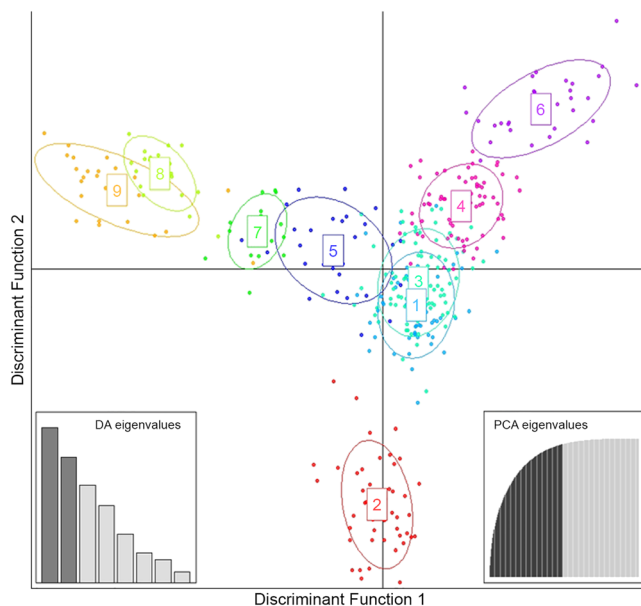 6
8
9
4
7
5
3
1
DA eigenvalues
PCA eigenvalues
2
Discriminant Function 2
Discriminant Function 1